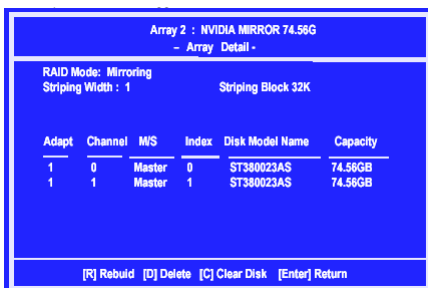 Array 2 : NVIDIA MIRROR 74.56G
– Array Detail -
RAID Mode: Mirroring
Striping Width : 1 Striping Block 32K
Adapt Channel M/S Index Disk Model Name Capacity
1 0 Master 0 ST380023AS 74.56GB
1 1 Master 1 ST380023AS 74.56GB
[R] Rebuid [D] Delete [C] Clear Disk [Enter] Return